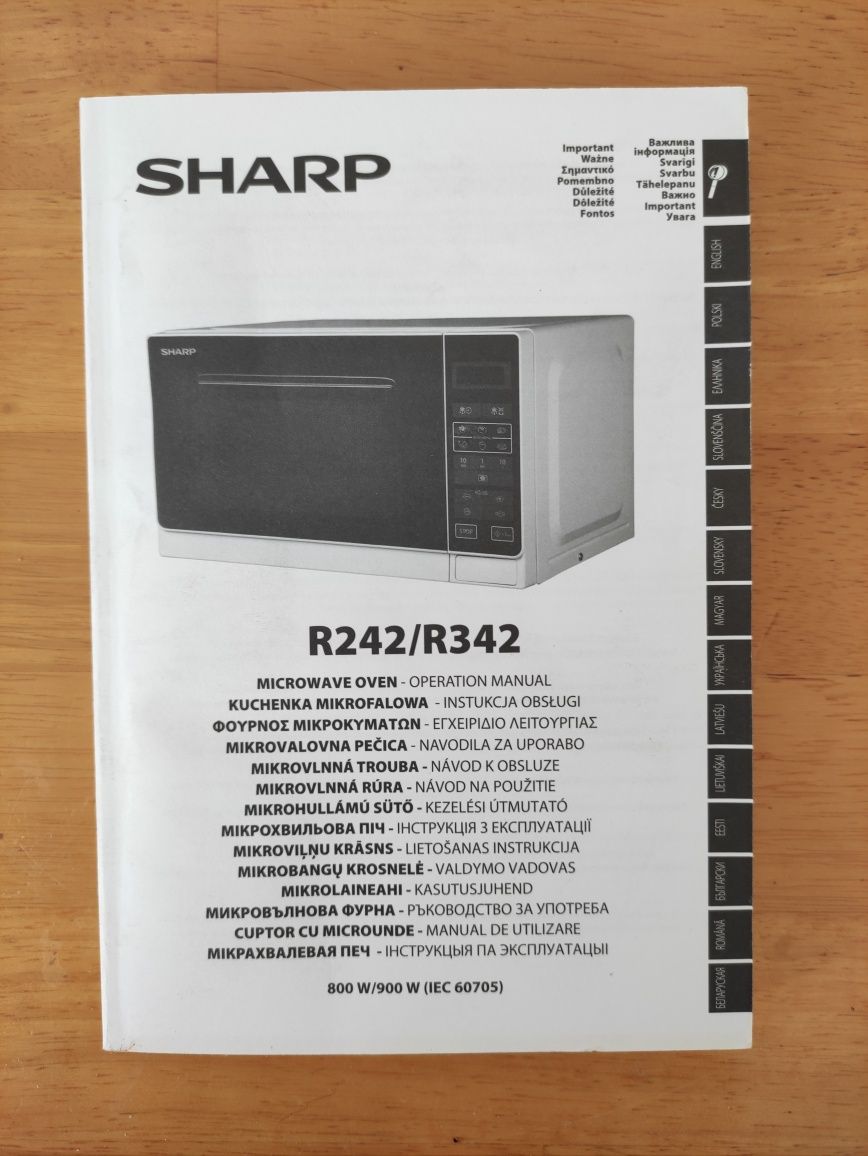 SHARP
Important
Ważne
Σημαντικό
Pomembno
Důležité
Dôležité
Fontos
Важлива
інформація
Svarīgi
Svarbu
Tähelepanu
Важно
Important
Увага
ENGLISH
POLSKI
ΕΛΛΗΝΙΚΑ
SLOVENŠČINA
ČESKY
SLOVENSKY
MAGYAR
УКРАЇНСЬКА
LATVIEŠU
LIETUVIŠKAI
EESTI
БЪЛГАРСКИ
ROMÂNĂ
БЕЛАРУСКАЯ
SHARP
10
1
10
STOP
R242/R342
MICROWAVE OVEN - OPERATION MANUAL
KUCHENKA MIKROFALOWA - INSTUKCJA OBSŁUGI
ΦΟΥΡΝΟΣ ΜΙΚΡΟΚΥΜΑΤΩΝ - ΕΓΧΕΙΡΙΔΙΟ ΛΕΙΤΟΥΡΓΙΑΣ
MIKROVALOVNA PEČICA - NAVODILA ZA UPORABO
MIKROVLNNÁ TROUBA - NÁVOD K OBSLUZE
MIKROVLNNÁ RÚRA - NÁVOD NA POUŽITIE
MIKROHULLÁMÚ SÜTŐ - KEZELÉSI ÚTMUTATÓ
МІКРОХВИЛЬОВА ПІЧ - ІНСТРУКЦІЯ З ЕКСПЛУАТАЦІЇ
MIKROVIĻŅU KRĀSNS - LIETOŠANAS INSTRUKCIJA
MIKROBANGŲ KROSNELĖ - VALDYMO VADOVAS
MIKROLAINEAHI - KASUTUSJUHEND
МИКРОВЪЛНОВА ФУРНА - РЪКОВОДСТВО ЗА УПОТРЕБА
CUPTOR CU MICROUNDE - MANUAL DE UTILIZARE
МІКРАХВАЛЕВАЯ ПЕЧ - ІНСТРУКЦЫЯ ПА ЭКСПЛУАТАЦЫІ
800 W/900 W (IEC 60705)